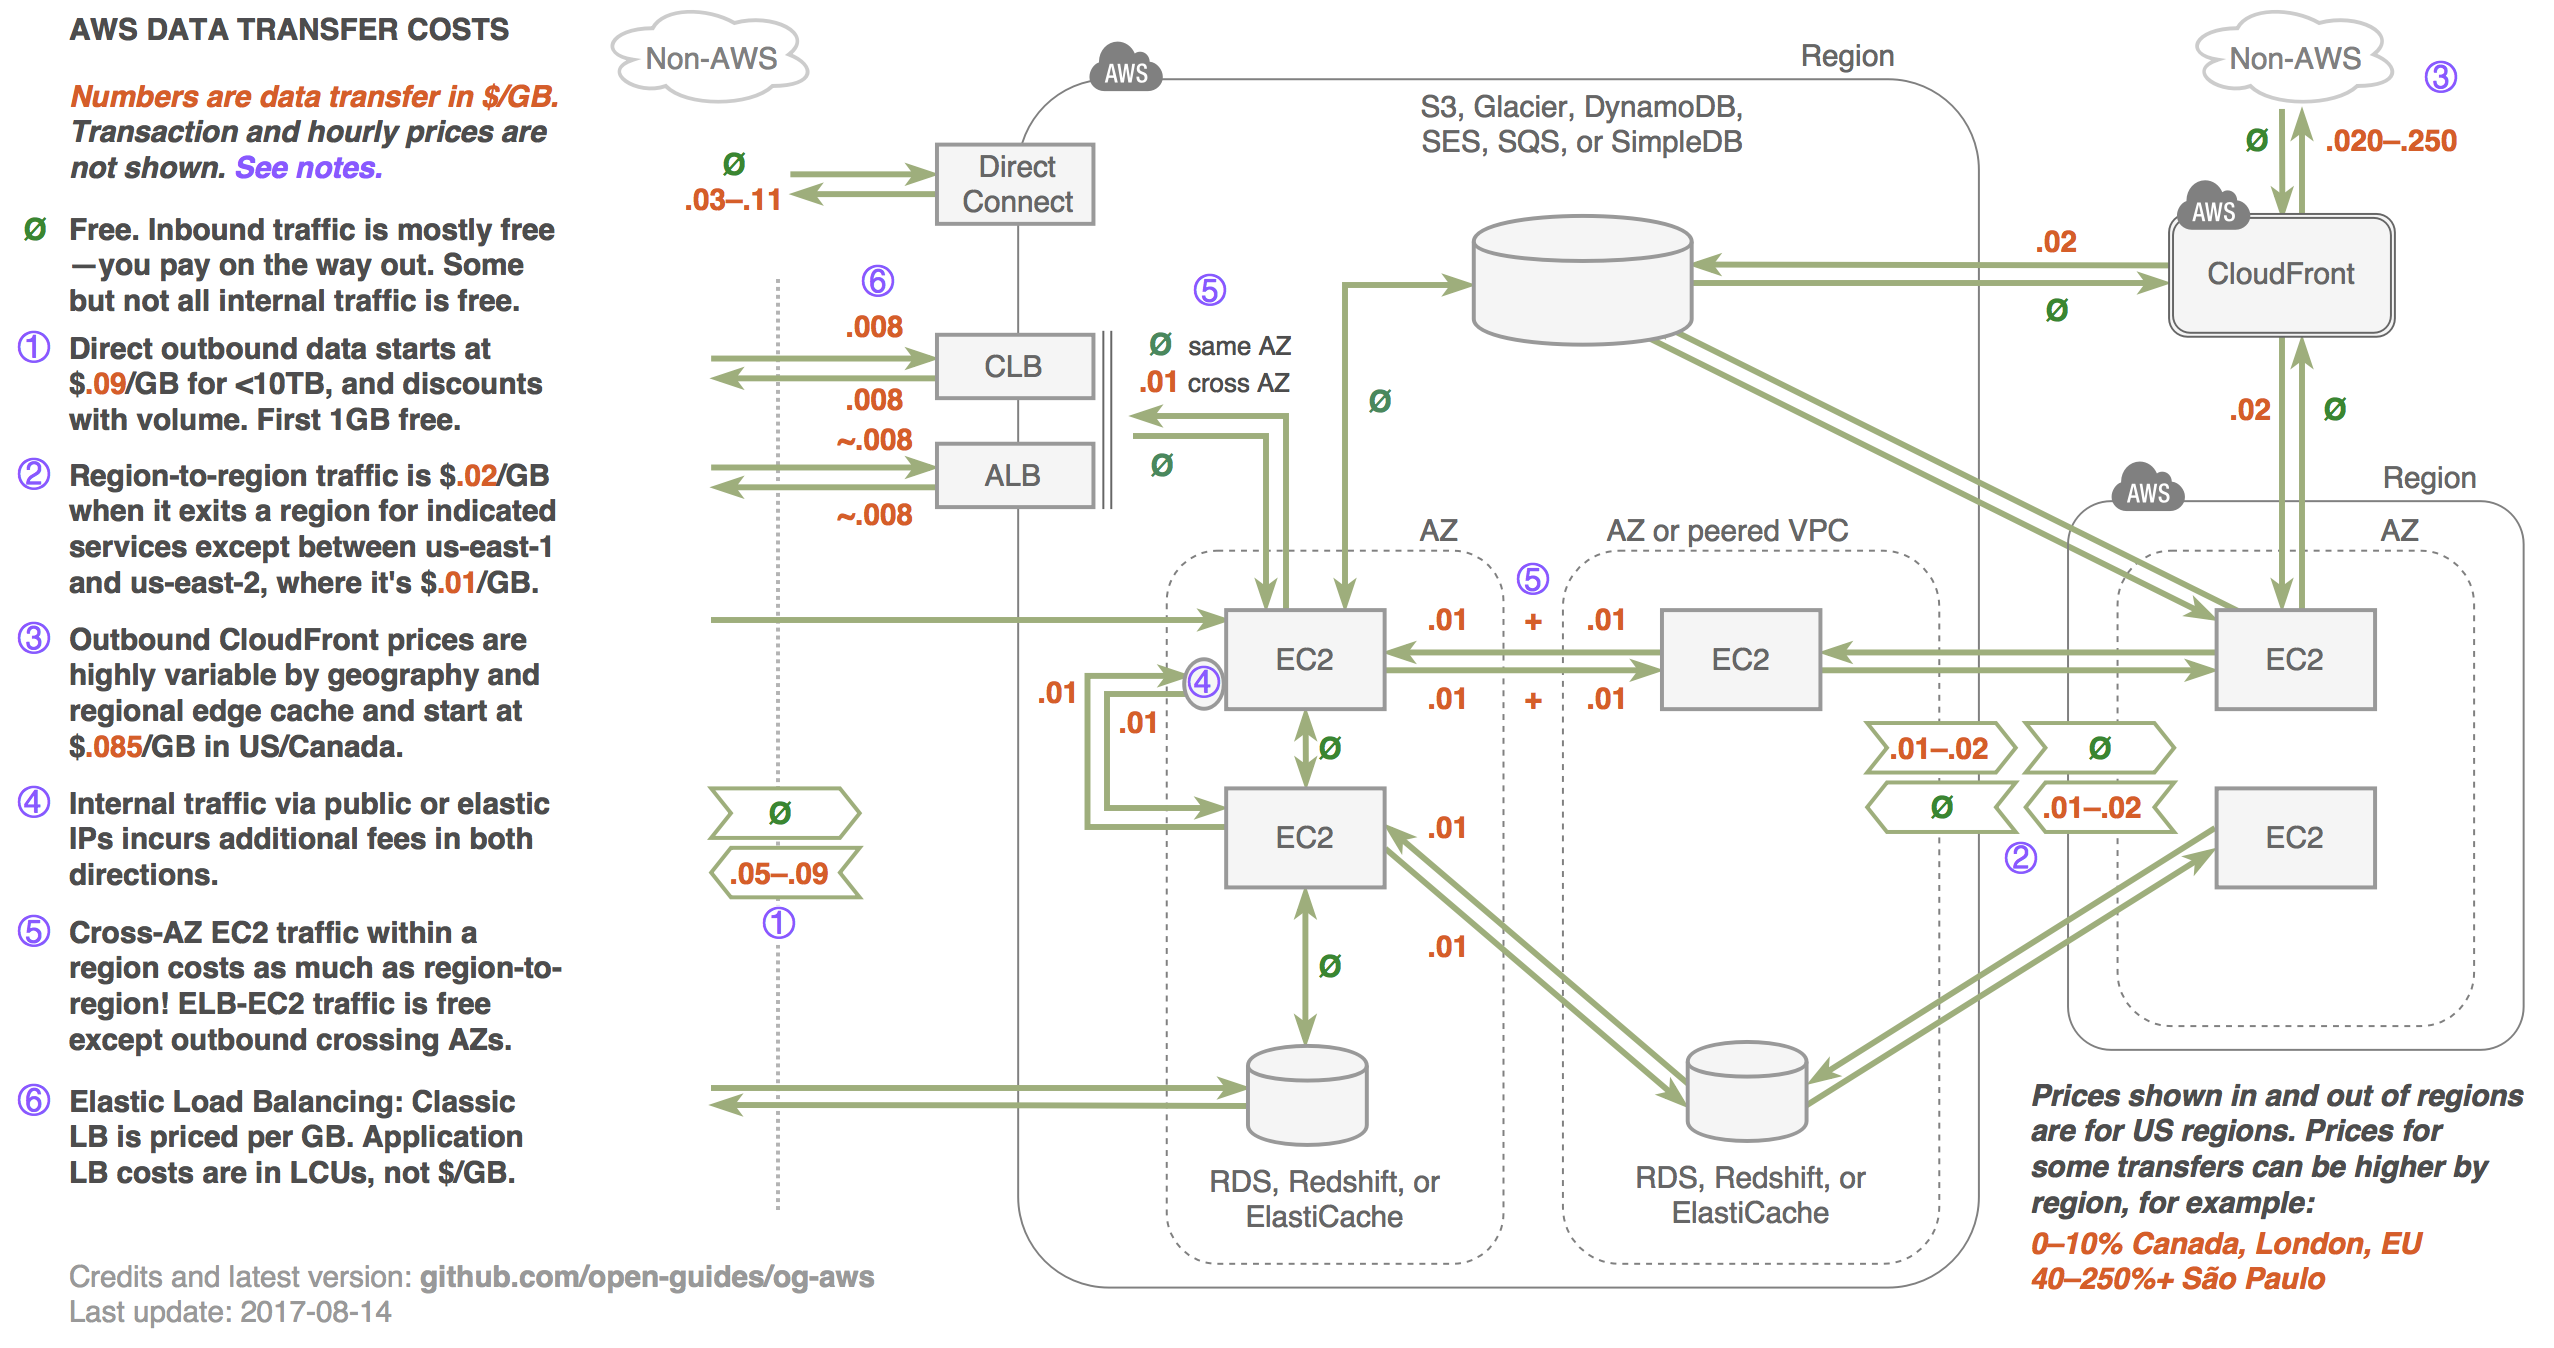 AWS DATA TRANSFER COSTS
Numbers are data transfer in $/GB.
Transaction and hourly prices are
not shown. See notes.
Ø Free. Inbound traffic is mostly free
—you pay on the way out. Some
but not all internal traffic is free.
① Direct outbound data starts at
$.09/GB for <10TB, and discounts
with volume. First 1GB free.
② Region-to-region traffic is $.02/GB
when it exits a region for indicated
services except between us-east-1
and us-east-2, where it's $.01/GB.
③ Outbound CloudFront prices are
highly variable by geography and
regional edge cache and start at
$.085/GB in US/Canada.
④ Internal traffic via public or elastic
IPs incurs additional fees in both
directions.
⑤ Cross-AZ EC2 traffic within a
region costs as much as region-to-
region! ELB-EC2 traffic is free
except outbound crossing AZs.
⑥ Elastic Load Balancing: Classic
LB is priced per GB. Application
LB costs are in LCUs, not $/GB.
Credits and latest version: github.com/open-guides/og-aws
Last update: 2017-08-14
Non-AWS
Ø
.03–.11
Direct
Connect
⑥
.008
CLB
.008
~.008
ALB
~.008
Ø
.05–.09
①
AWS
Region
S3, Glacier, DynamoDB,
SES, SQS, or SimpleDB
⑤
Ø same AZ
.01 cross AZ
Ø
Ø
AZ
AZ or peered VPC
⑤
.01 + .01
EC2
EC2
④
.01 + .01
.01
.01
Ø
EC2
.01
.01
Ø
RDS, Redshift, or
ElastiCache
RDS, Redshift, or
ElastiCache
Non-AWS
③
Ø
.020–.250
AWS
CloudFront
.02
Ø
.02
Ø
AWS
Region
AZ
EC2
.01–.02
Ø
Ø
.01–.02
②
EC2
Prices shown in and out of regions
are for US regions. Prices for
some transfers can be higher by
region, for example:
0–10% Canada, London, EU
40–250%+ São Paulo